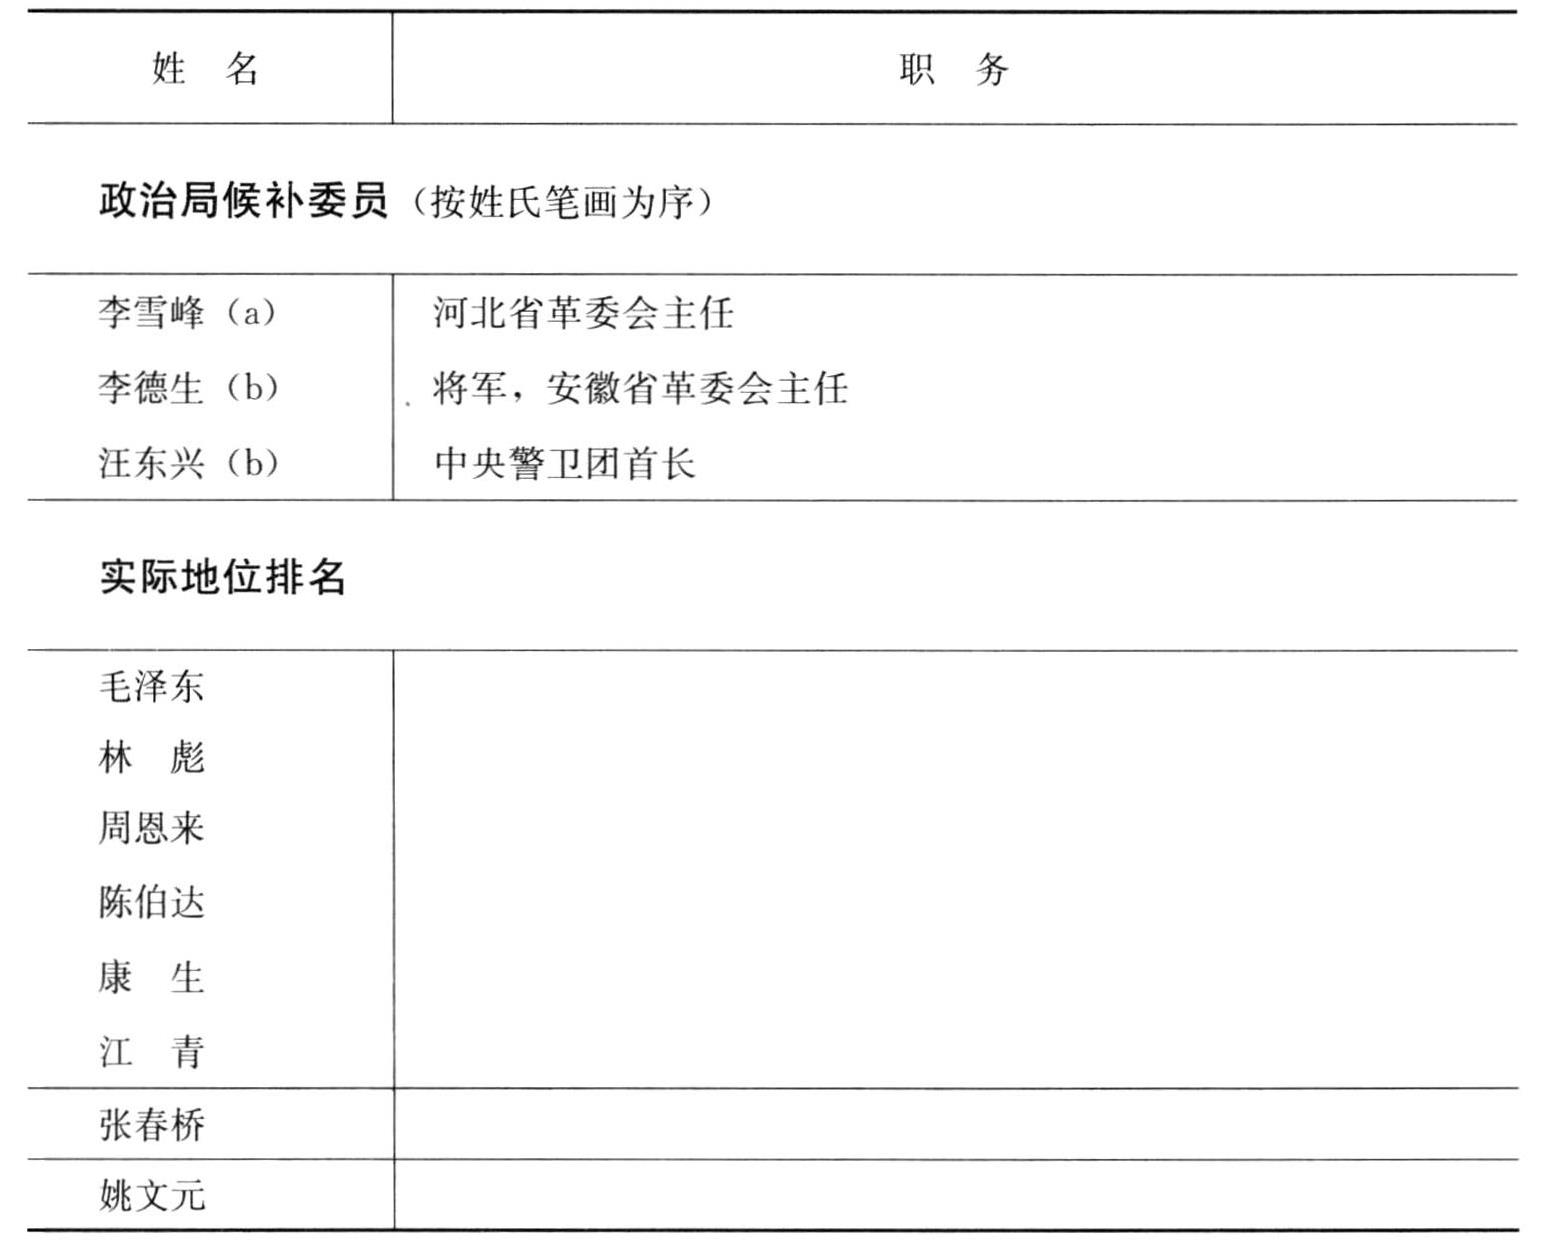 姓 名 职 务
政治局候补委员（按姓氏笔画为序）
李雪峰（a） 河北省革委会主任
李德生（b） 将军，安徽省革委会主任
汪东兴（b） 中央警卫团首长
实际地位排名
毛泽东
林 彪
周恩来
陈伯达
康 生
江 青
张春桥
姚文元